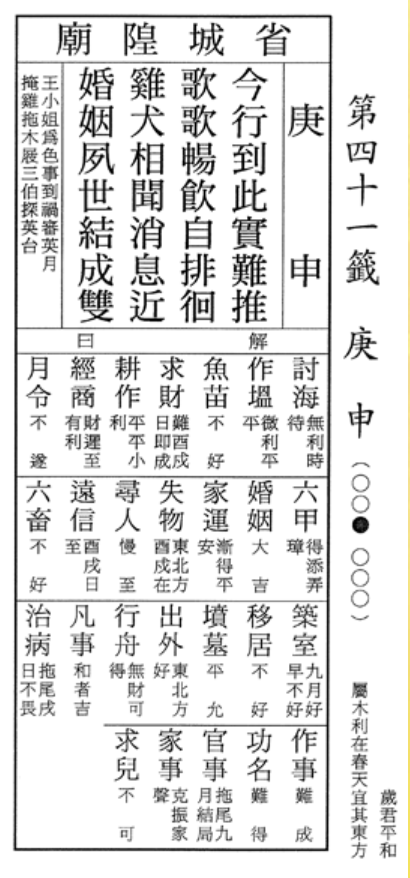 第四十一籤 庚申 (○○● ○○○)
歲君平和
屬木利在春天宜其東方
省城隍廟
庚申
今行到此實難推
歌歌暢飲自排徊
雞犬相聞消息近
婚姻夙世結成雙
王小姐為色事到禍審英月
掩雞拖木屐三伯探英台
解曰
討海 無利時待
作塭 微利平平
魚苗 不好
求財 難酉戍日即成
耕作 平平小利
經商 財遲至有利
月令 不遂
六甲 得添弄璋
婚姻 大吉
家運 漸得平安
失物 東北方酉戍在
尋人 慢至
遠信 酉戍日至
六畜 不好
築室 九月好早不好
移居 不好
墳墓 平允
出外 東北方好
行舟 無財可得
凡事 和者吉
治病 拖尾戍日不畏
作事 難成
功名 難得
官事 拖尾九月結局
家事 克振家聲
求兒 不可